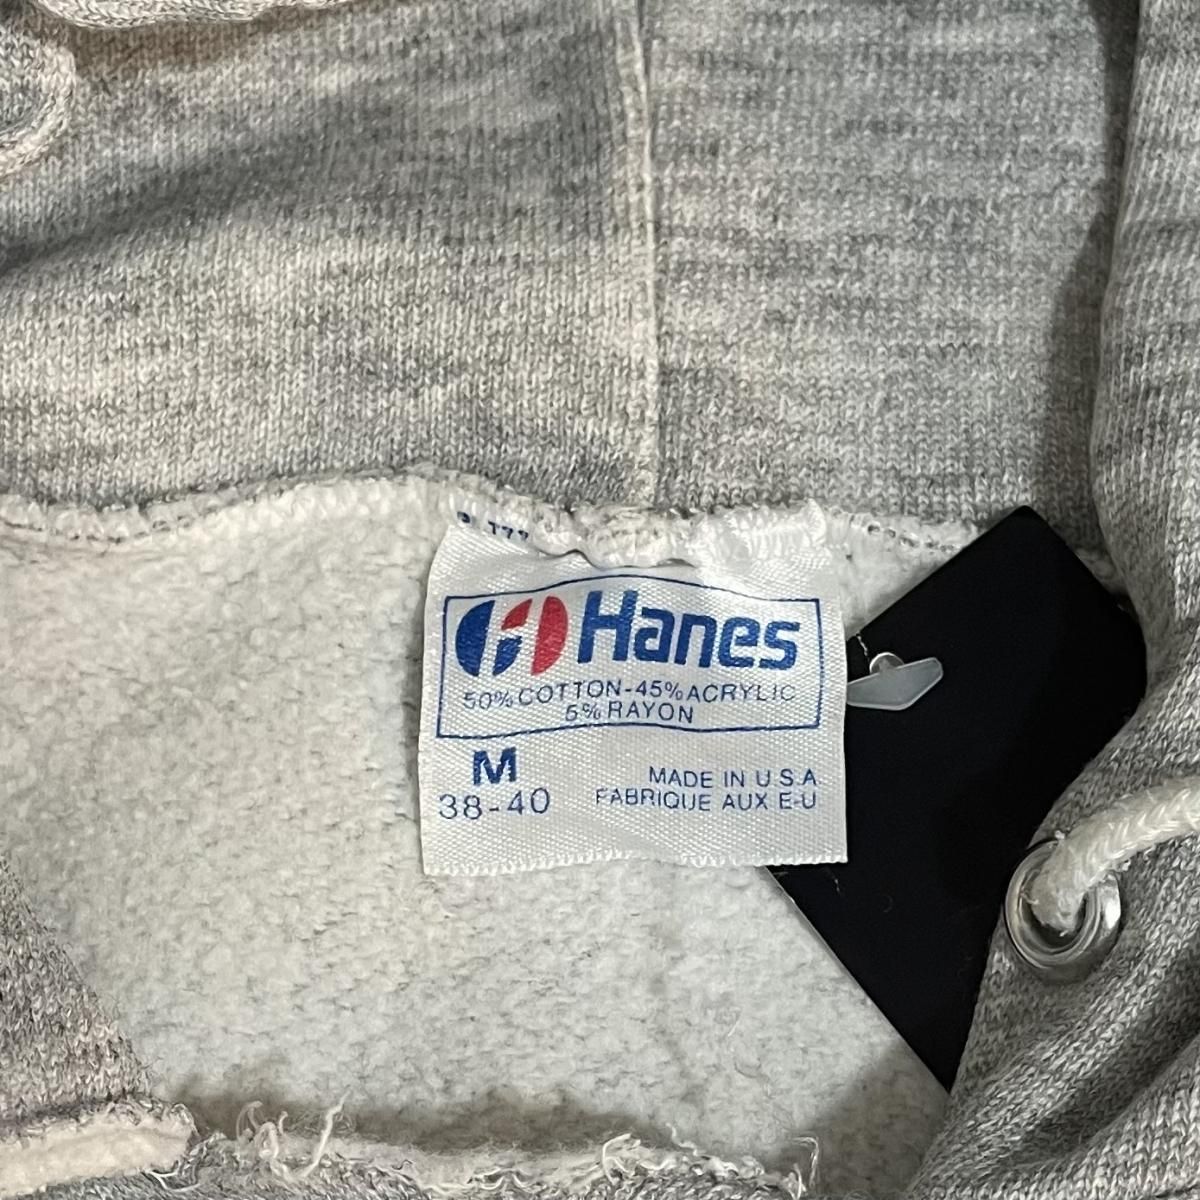 Hanes
50% COTTON-45% ACRYLIC
5% RAYON
M
38-40
MADE IN U.S.A
FABRIQUE AUX E-U